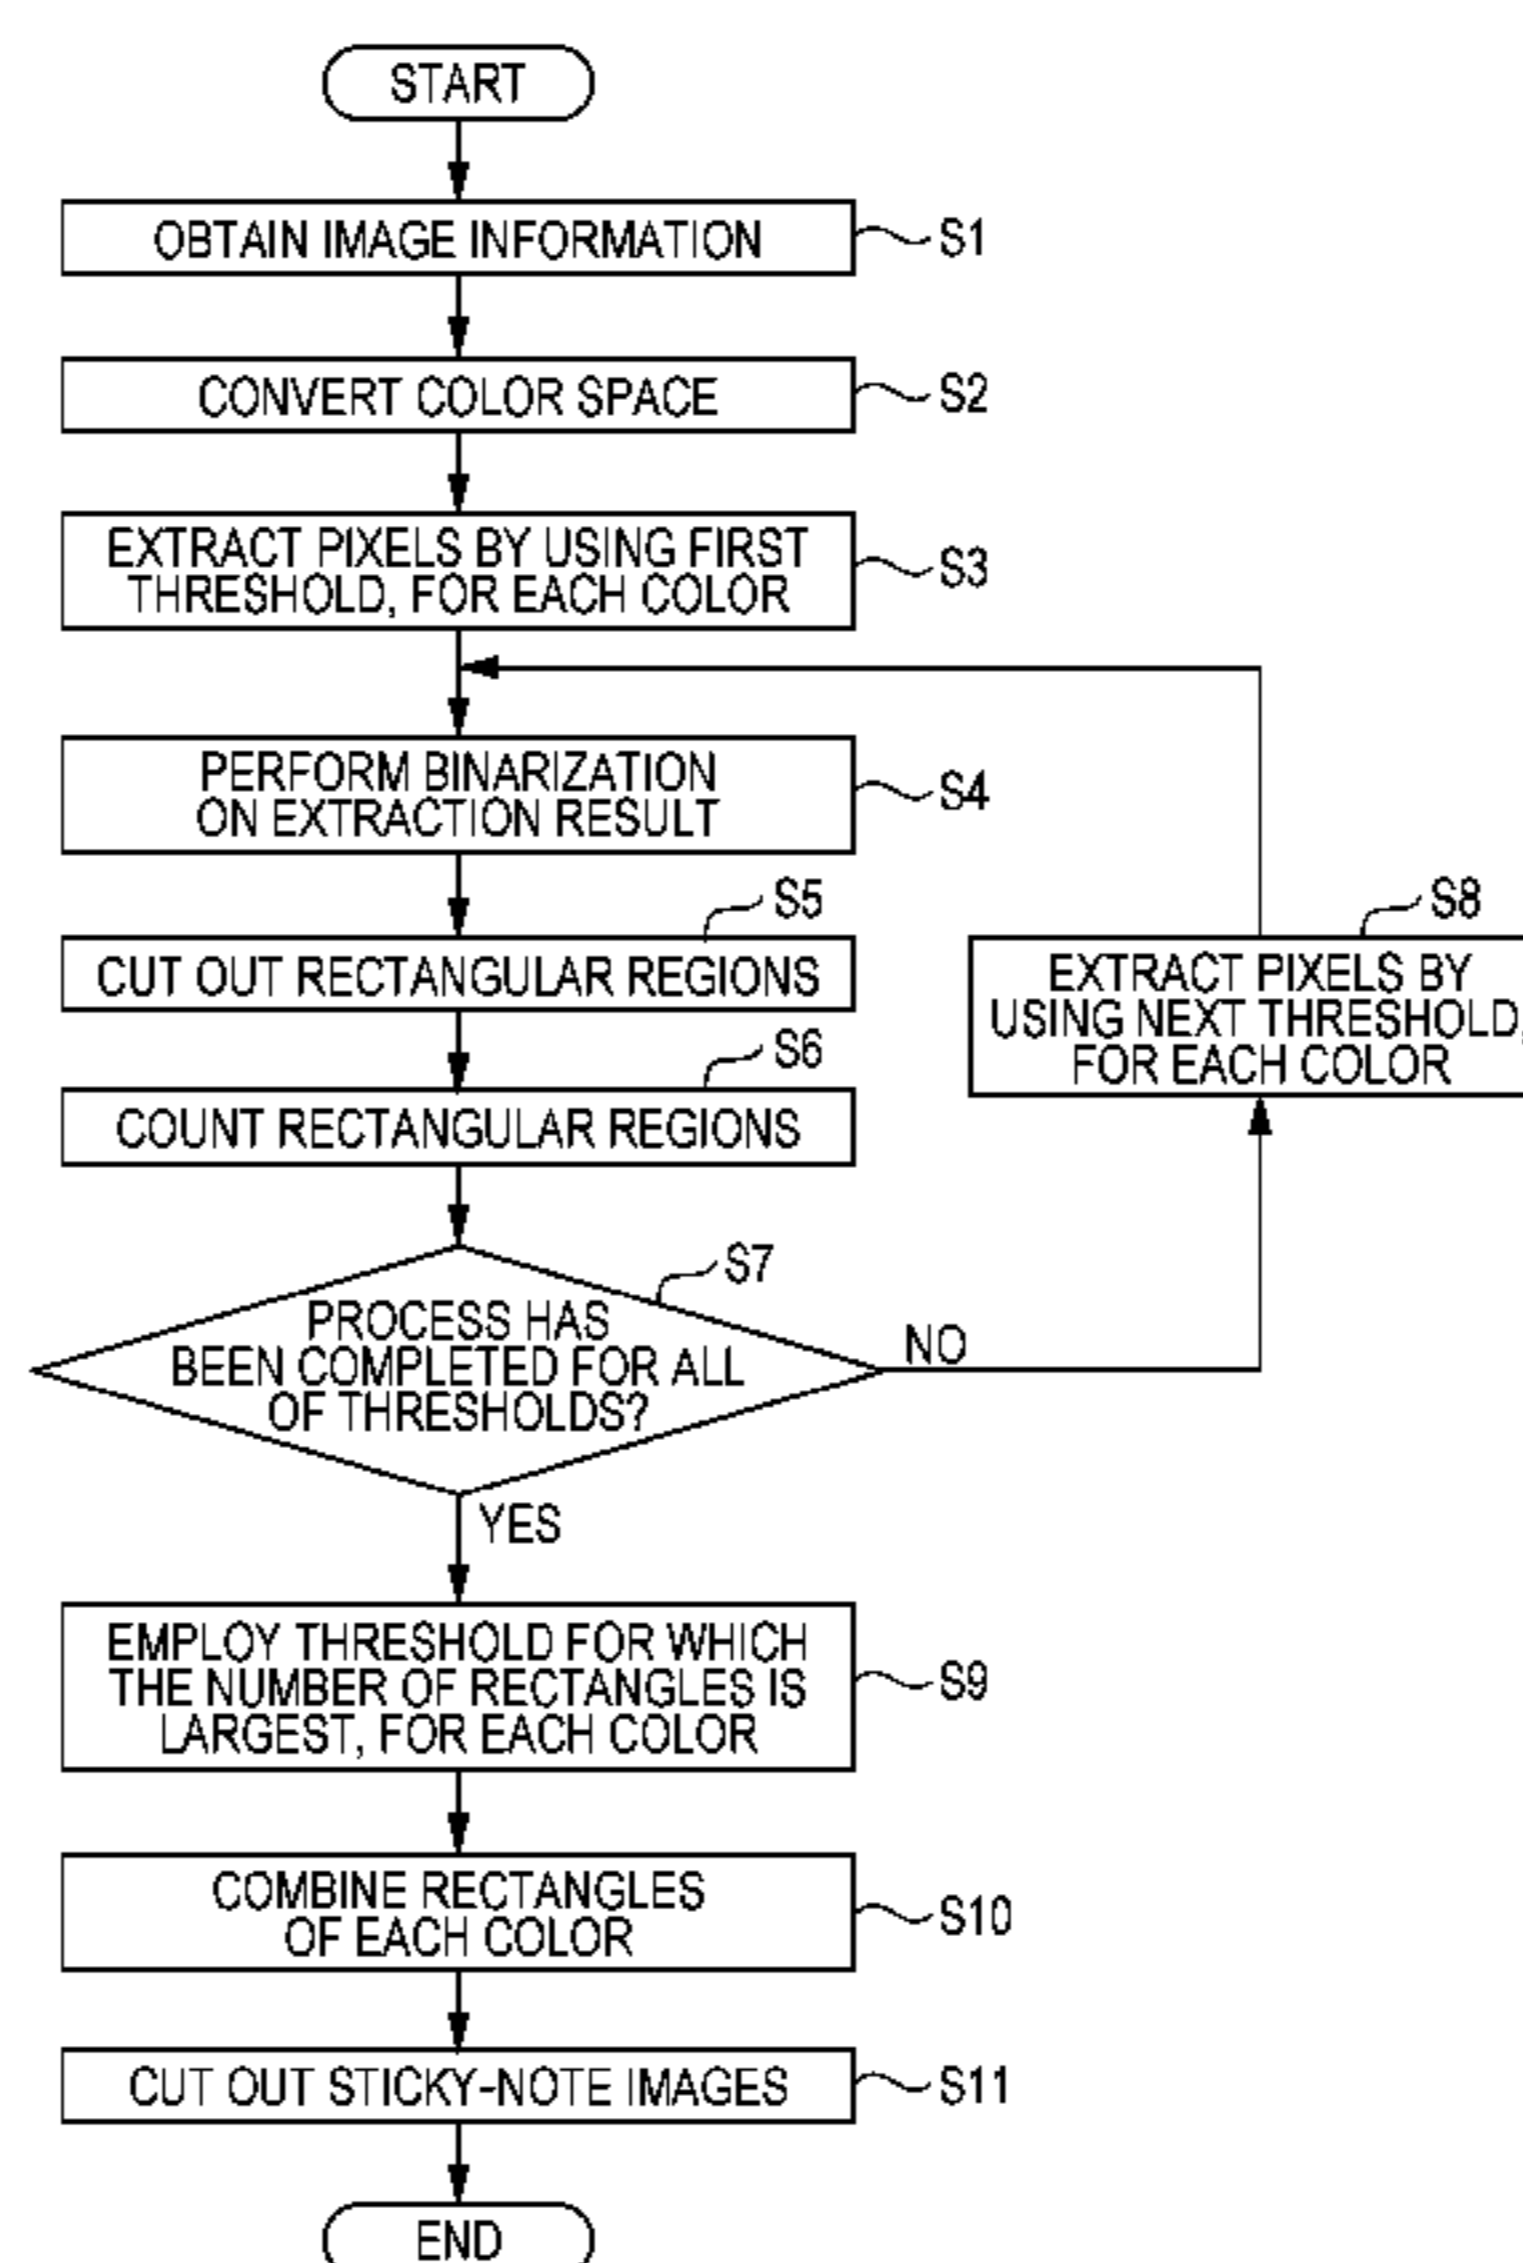 START
OBTAIN IMAGE INFORMATION
S1
CONVERT COLOR SPACE
S2
EXTRACT PIXELS BY USING FIRST
THRESHOLD, FOR EACH COLOR
S3
PERFORM BINARIZATION
ON EXTRACTION RESULT
S4
S5
CUT OUT RECTANGULAR REGIONS
S6
COUNT RECTANGULAR REGIONS
S7
PROCESS HAS
BEEN COMPLETED FOR ALL
OF THRESHOLDS?
NO
S8
EXTRACT PIXELS BY
USING NEXT THRESHOLD,
FOR EACH COLOR
YES
EMPLOY THRESHOLD FOR WHICH
THE NUMBER OF RECTANGLES IS
LARGEST, FOR EACH COLOR
S9
COMBINE RECTANGLES
OF EACH COLOR
S10
CUT OUT STICKY-NOTE IMAGES
S11
END